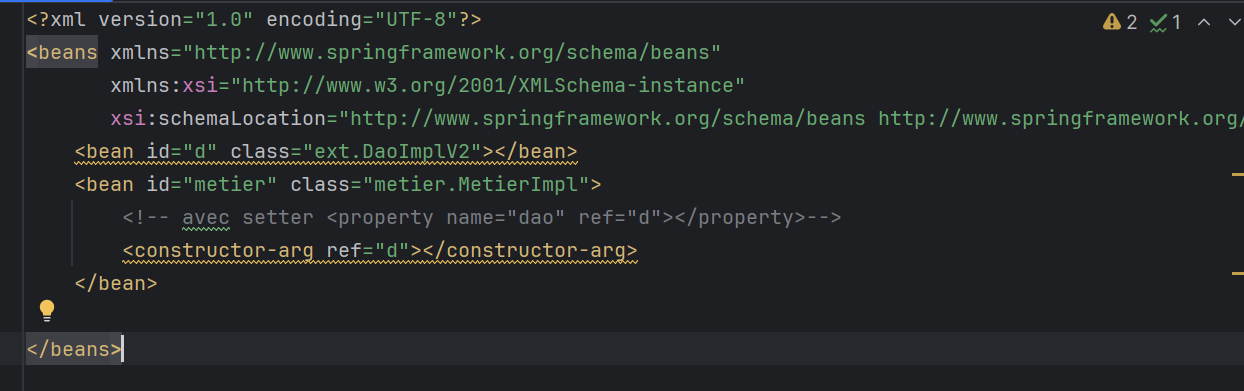 <?xml version="1.0" encoding="UTF-8"?>
2 1
<beans xmlns="http://www.springframework.org/schema/beans"
xmlns:xsi="http://www.w3.org/2001/XMLSchema-instance"
xsi:schemaLocation="http://www.springframework.org/schema/beans http://www.springframework.org/
<bean id="d" class="ext.DaoImplV2"></bean>
<bean id="metier" class="metier.MetierImpl">
<!-- avec setter <property name="dao" ref="d"></property>-->
<constructor-arg ref="d"></constructor-arg>
</bean>
</beans>